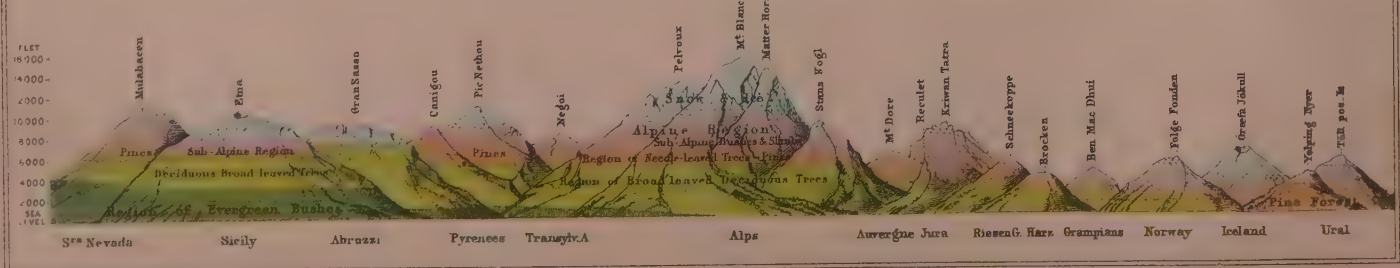 FEET
Mulahacen
Etna
Gran Sasso
Canigou
Pic Nethou
Negoi
Pelvoux
Mt. Blanc
Matter Hor
Stans Kogl
Mt Dore
Reculet
Kriwan Tatra
Schneekoppe
Brocken
Ben Mac Dhui
Folge Fonden
Oraefa Jökull
14000
12000
10000
8000
6000
4000
2000
SEA
LEVEL
Snow & Ice
Alpine Region
Sub-Alpine Bushes & Shrubs
Region of Needle-leaved Trees-Pines
Region of Broad leaved Deciduous Trees
Pines
Sub-Alpine Region
Deciduous Broad leaved Trees
Region of Evergreen Bushes
Pines
Pine Forest
Sra Nevada
Sicily
Abruzzi
Pyrenees
Transylv.A
Alps
Auvergne
Jura
RiesenG.
Harz
Grampians
Norway
Iceland
Ural